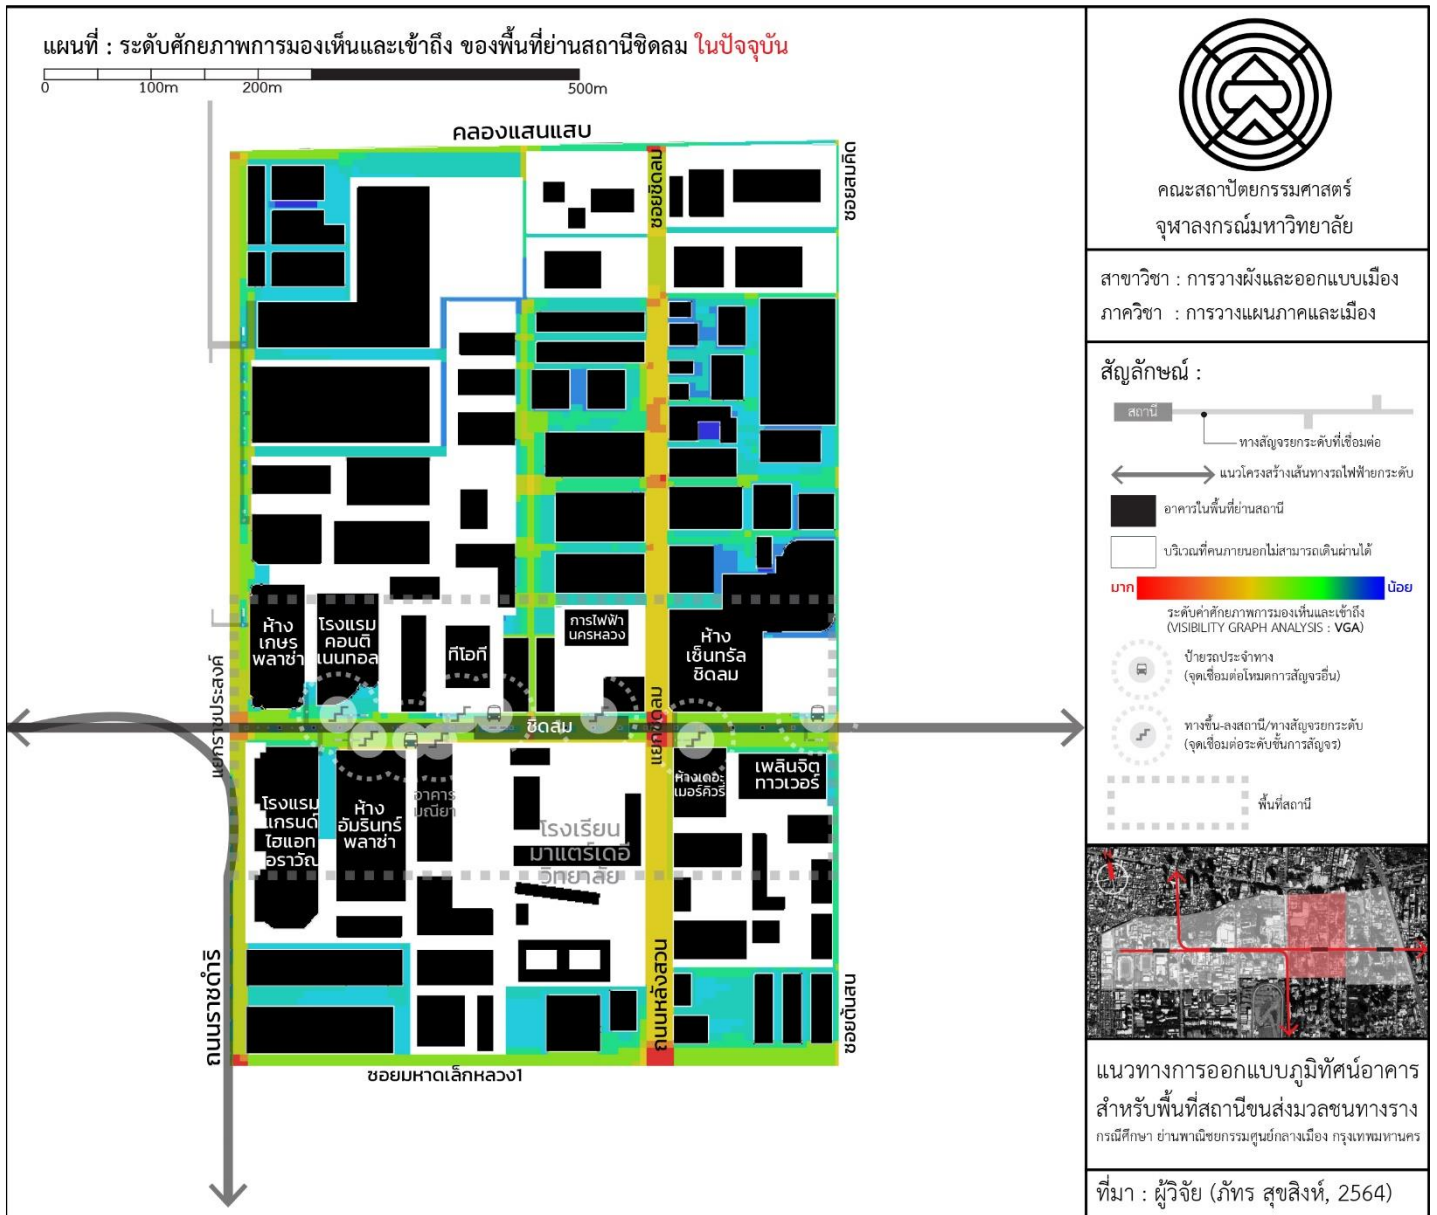 แผนที่ : ระดับศักยภาพการมองเห็นและเข้าถึง ของพื้นที่ย่านสถานีชิดลม ในปัจจุบัน
0 100m 200m 500m
คลองแสนแสบ
ซอยชิดลม
ซอยสมคิด
ห้าง
เกษร
พลาซ่า
โรงแรม
คอนติ
เนนทอล
ทีโอที
การไฟฟ้า
นครหลวง
ห้าง
เซ็นทรัล
ชิดลม
แยกราชประสงค์
ชิดลม
แยกชิดลม
โรงแรม
แกรนด์
ไฮแอท
อราวัณ
ห้าง
อัมรินทร์
พลาซ่า
อาคาร
มณียา
โรงเรียน
มาแตร์เดอี
วิทยาลัย
ห้างเดอะ
เมอร์คิวรี่
เพลินจิต
ทาวเวอร์
ถนนราชดำริ
ถนนหลังสวน
ซอยต้นสน
ซอยมหาดเล็กหลวง1
คณะสถาปัตยกรรมศาสตร์
จุฬาลงกรณ์มหาวิทยาลัย
สาขาวิชา : การวางผังและออกแบบเมือง
ภาควิชา : การวางแผนภาคและเมือง
สัญลักษณ์ :
สถานี
ทางสัญจรยกระดับที่เชื่อมต่อ
แนวโครงสร้างเส้นทางรถไฟฟ้ายกระดับ
อาคารในพื้นที่ย่านสถานี
บริเวณที่คนภายนอกไม่สามารถเดินผ่านได้
มาก น้อย
ระดับค่าศักยภาพการมองเห็นและเข้าถึง
(VISIBILITY GRAPH ANALYSIS : VGA)
ป้ายรถประจำทาง
(จุดเชื่อมต่อโหมดการสัญจรอื่น)
ทางขึ้น-ลงสถานี/ทางสัญจรยกระดับ
(จุดเชื่อมต่อระดับชั้นการสัญจร)
พื้นที่สถานี
แนวทางการออกแบบภูมิทัศน์อาคาร
สำหรับพื้นที่สถานีขนส่งมวลชนทางราง
กรณีศึกษา ย่านพาณิชยกรรมศูนย์กลางเมือง กรุงเทพมหานคร
ที่มา : ผู้วิจัย (ภัทร สุขสิงห์, 2564)